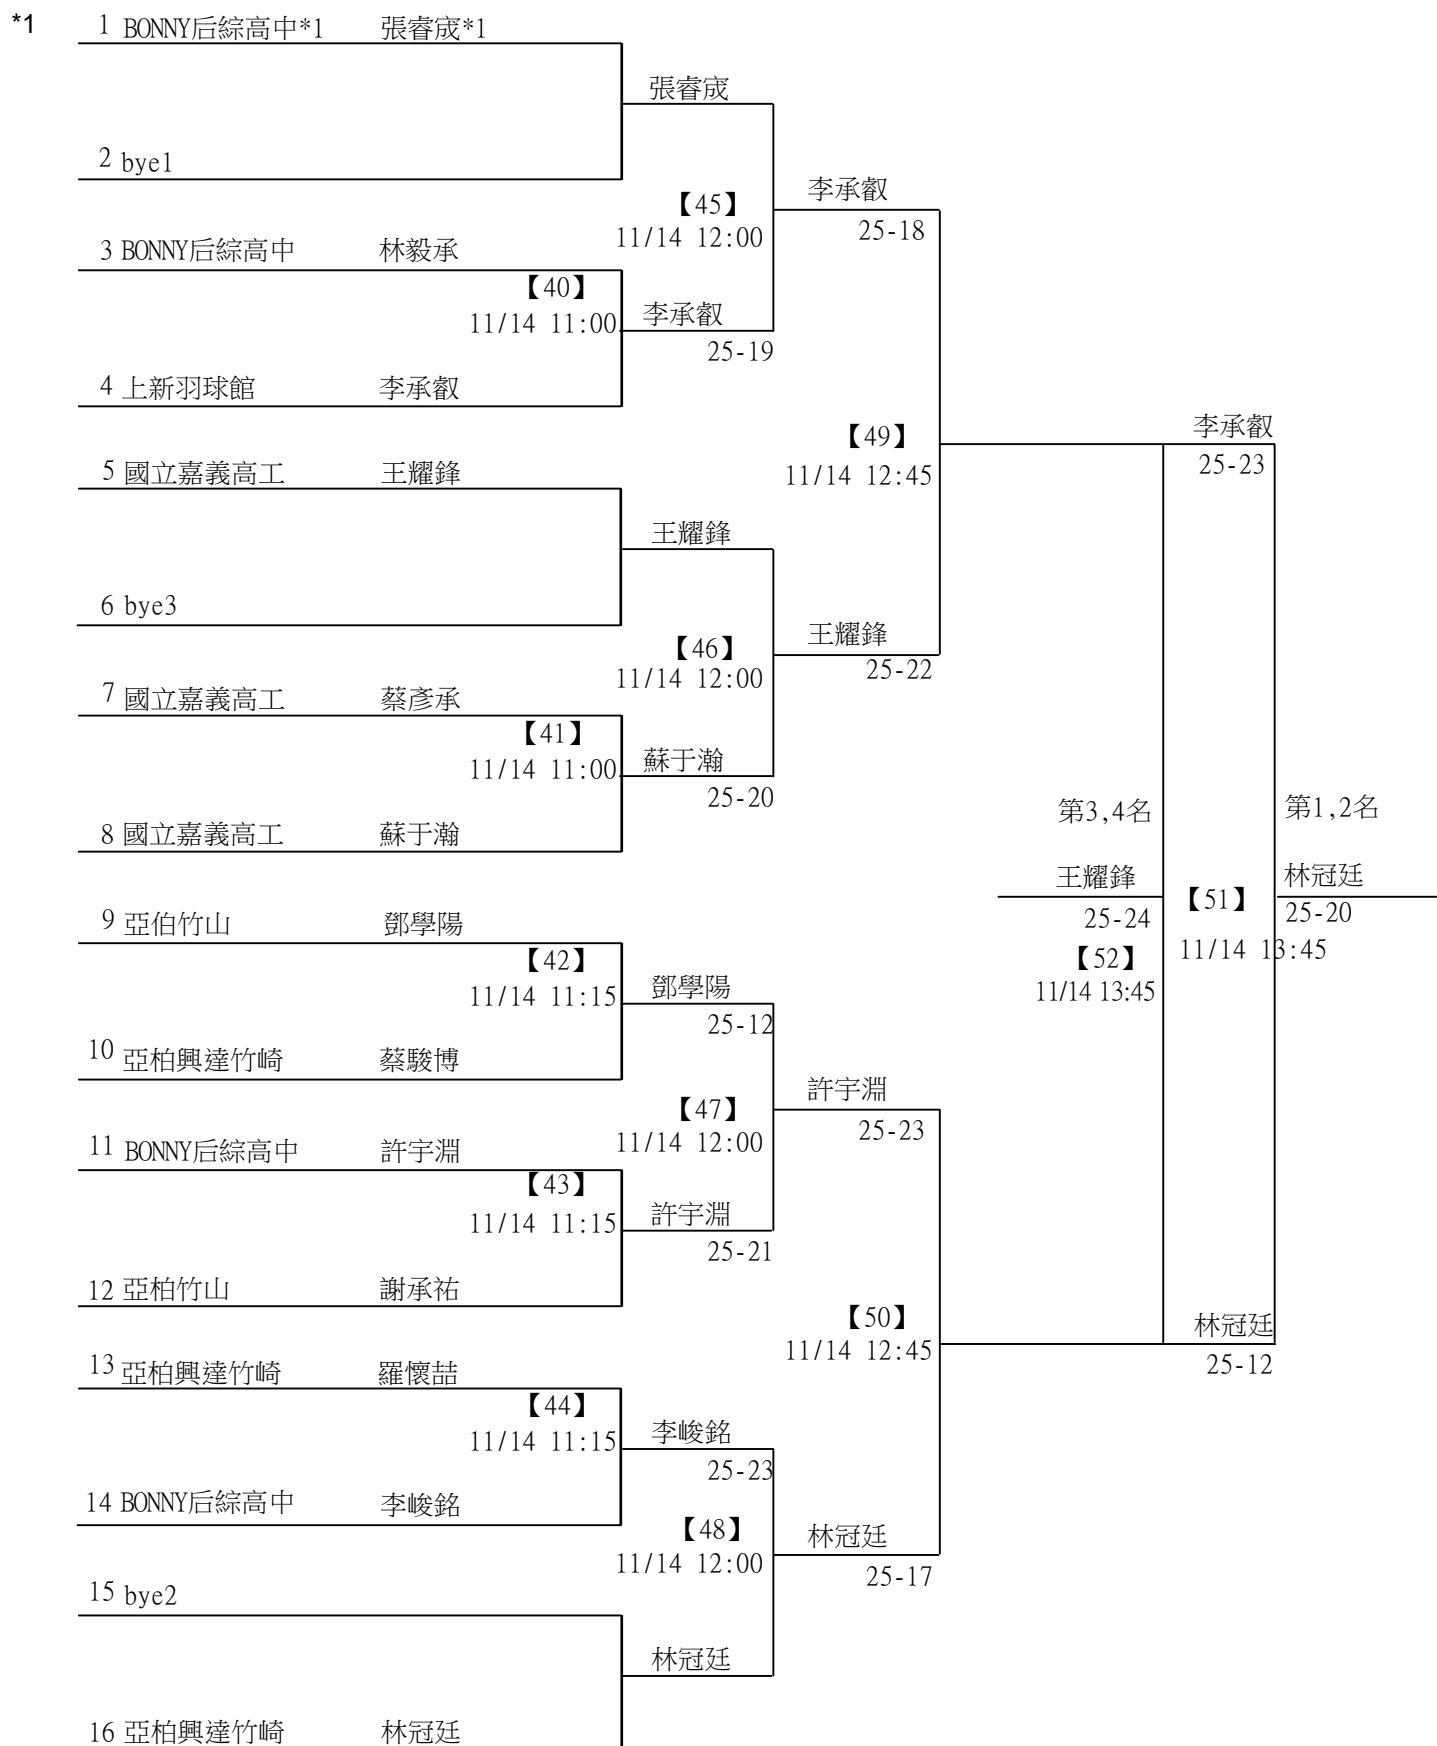 *1
1 BONNY后綜高中*1 張睿宬*1
張睿宬
2 bye1
李承叡
【45】
25-18
11/14 12:00
3 BONNY后綜高中 林毅承
【40】
11/14 11:00
李承叡
25-19
4 上新羽球館 李承叡
李承叡
【49】
25-23
11/14 12:45
5 國立嘉義高工 王耀鋒
王耀鋒
6 bye3
王耀鋒
【46】
25-22
11/14 12:00
7 國立嘉義高工 蔡彥承
【41】
11/14 11:00
蘇于瀚
25-20
8 國立嘉義高工 蘇于瀚
第3,4名
第1,2名
王耀鋒
林冠廷
25-24
【51】
25-20
【52】
11/14 13:45
11/14 13:45
9 亞伯竹山 鄧學陽
【42】
11/14 11:15
鄧學陽
25-12
10 亞柏興達竹崎 蔡駿博
許宇淵
【47】
25-23
11/14 12:00
11 BONNY后綜高中 許宇淵
【43】
11/14 11:15
許宇淵
25-21
12 亞柏竹山 謝承祐
【50】
11/14 12:45
林冠廷
25-12
13 亞柏興達竹崎 羅懷喆
【44】
11/14 11:15
李峻銘
25-23
14 BONNY后綜高中 李峻銘
【48】
林冠廷
11/14 12:00
25-17
15 bye2
林冠廷
16 亞柏興達竹崎 林冠廷